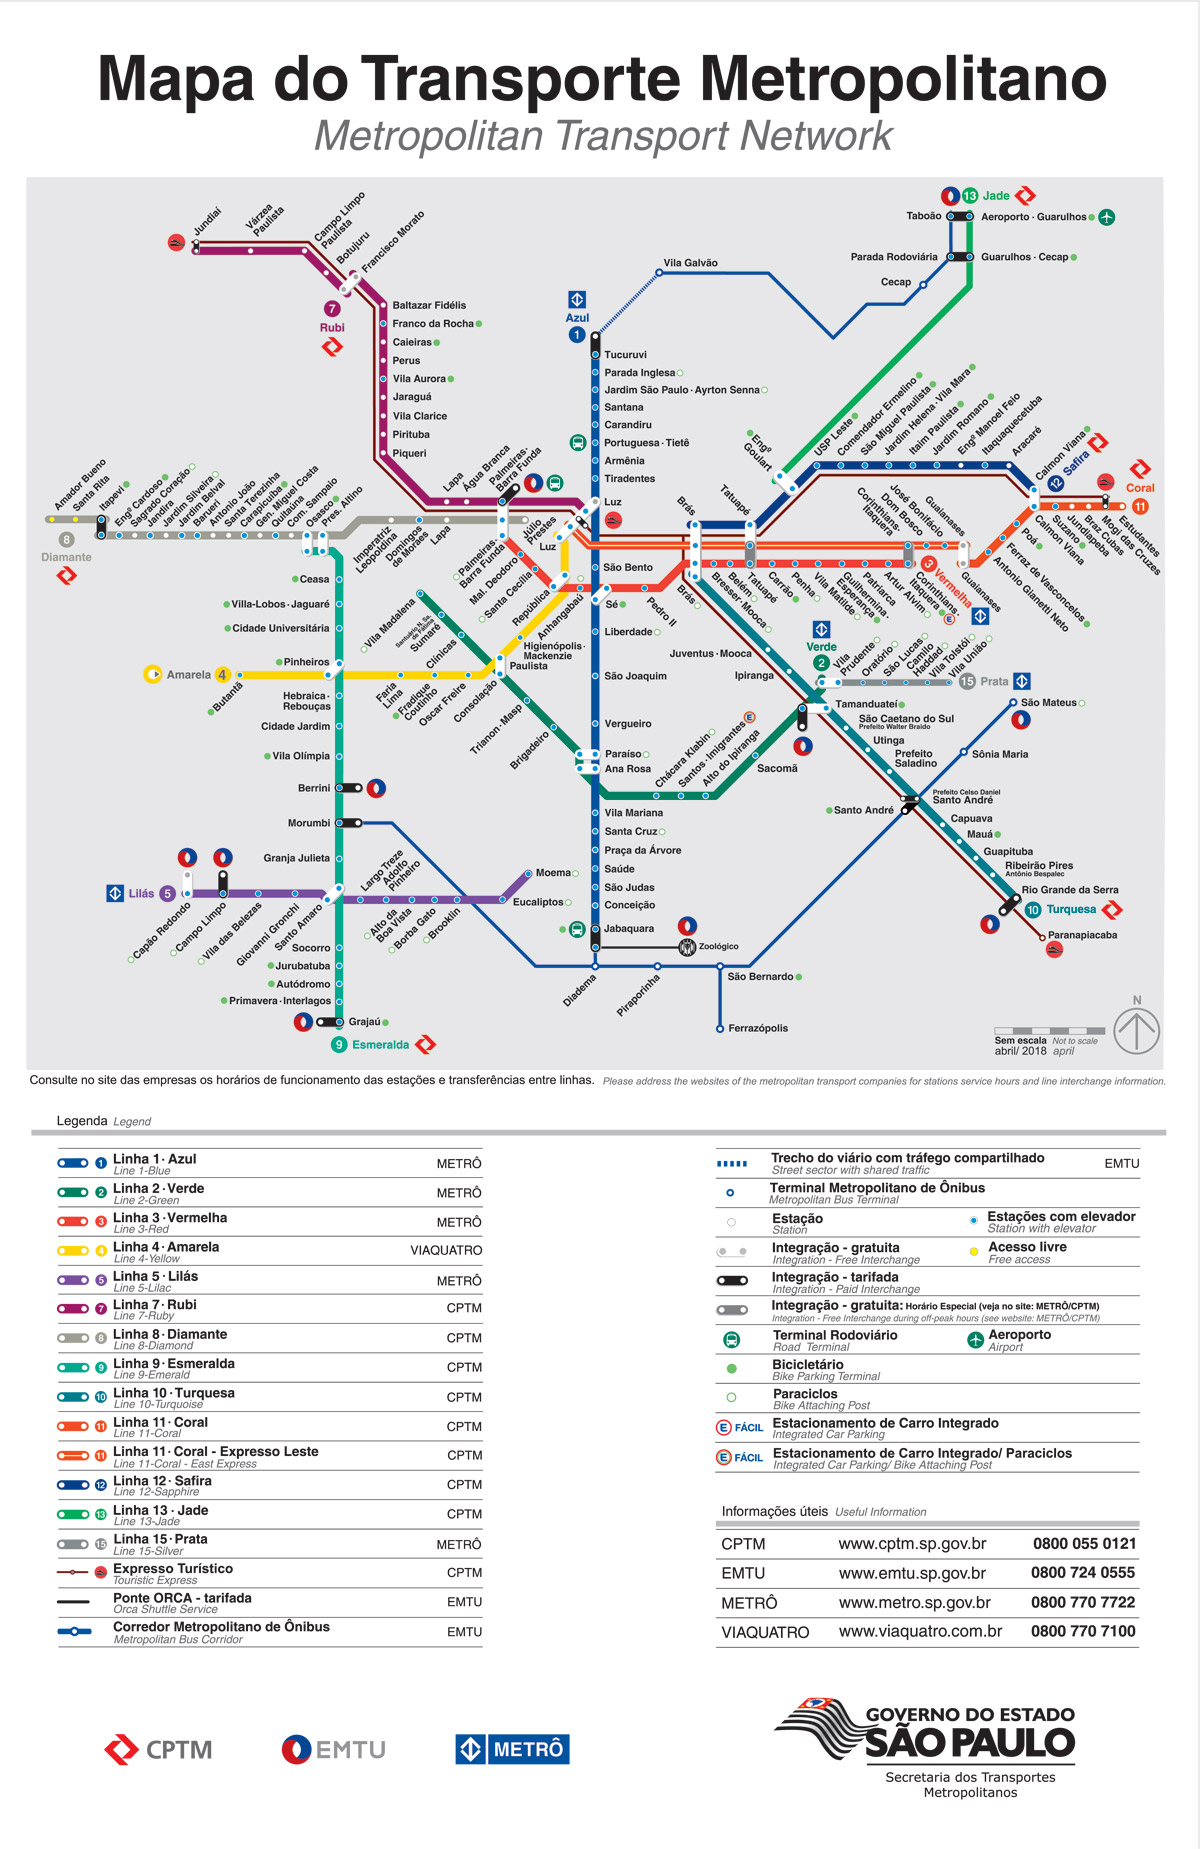 Mapa do Transporte Metropolitano
Metropolitan Transport Network
Jundiaí
Várzea
Paulista
Campo Limpo
Paulista
Botujuru
Francisco Morato
7
Rubi
Baltazar Fidélis
Franco da Rocha
Caieiras
Perus
Vila Aurora
Jaraguá
Vila Clarice
Pirituba
Piqueri
Lapa
Água Branca
Palmeiras-
Barra Funda
Azul
1
Tucuruvi
Parada Inglesa
Jardim São Paulo · Ayrton Senna
Santana
Carandiru
Portuguesa · Tietê
Armênia
Tiradentes
Luz
São Bento
Sé
Liberdade
São Joaquim
Vergueiro
Paraíso
Ana Rosa
Vila Mariana
Santa Cruz
Praça da Árvore
Saúde
São Judas
Conceição
Jabaquara
Zoológico
Vila Galvão
Cecap
Taboão
Parada Rodoviária
13 Jade
Aeroporto · Guarulhos
Guarulhos · Cecap
Engº
Goulart
USP Leste
Comendador Ermelino
São Miguel Paulista
Jardim Helena · Vila Mara
Itaim Paulista
Jardim Romano
Engº Manoel Feio
Itaquaquecetuba
Aracaré
Calmon Viana
12 Safira
Coral
11
Estudantes
Mogi das Cruzes
Braz Cubas
Jundiapeba
Suzano
Calmon Viana
Poá
Ferraz de Vasconcelos
Antonio Gianetti Neto
Guaianases
Guaianases
José Bonifácio
Dom Bosco
Corinthians-
Itaquera
Tatuapé
Brás
Amador Bueno
Santa Rita
Itapevi
Engº Cardoso
Sagrado Coração
Jandira
Jardim Silveira
Jardim Belval
Barueri
Antonio João
Santa Terezinha
Carapicuíba
Gen. Miguel Costa
Quitaúna
Com. Sampaio
Osasco
Pres. Altino
Imperatriz
Leopoldina
Domingos
de Moraes
Lapa
Júlio
Prestes
8
Diamante
Palmeiras-
Barra Funda
Mal. Deodoro
Santa Cecília
República
Anhangabaú
Pedro II
Brás
Bresser · Mooca
Belém
Tatuapé
Carrão
Penha
Vila
Matilde
Guilhermina ·
Esperança
Patriarca
Artur Alvim
Corinthians-
Itaquera
3
Vermelha
Luz
Higienópolis ·
Mackenzie
Paulista
Oscar Freire
Fradique
Coutinho
Faria
Lima
Butantã
Amarela 4
Vila Madalena
Santuário N. Sa.
de Fátima
Sumaré
Clínicas
Consolação
Trianon · Masp
Brigadeiro
Chácara Klabin
Santos · Imigrantes
Alto do Ipiranga
Sacomã
Tamanduateí
Verde
2
Vila
Prudente
Oratório
São Lucas
Camilo
Haddad
Vila Tolstói
Vila União
15 Prata
Ceasa
Villa-Lobos · Jaguaré
Cidade Universitária
Pinheiros
Hebraica ·
Rebouças
Cidade Jardim
Vila Olímpia
Berrini
Morumbi
Granja Julieta
Santo Amaro
Socorro
Jurubatuba
Autódromo
Primavera · Interlagos
Grajaú
9 Esmeralda
Lilás 5
Capão Redondo
Campo Limpo
Vila das Belezas
Giovanni Gronchi
Largo Treze
Adolfo
Pinheiro
Alto da
Boa Vista
Borba Gato
Brooklin
Eucaliptos
Moema
Juventus · Mooca
Ipiranga
São Caetano do Sul
Prefeito Walter Braido
Utinga
Prefeito
Saladino
Prefeito Celso Daniel
Santo André
Santo André
Capuava
Mauá
Guapituba
Ribeirão Pires
Antônio Bespalec
Rio Grande da Serra
10 Turquesa
Paranapiacaba
São Mateus
Sônia Maria
Diadema
Piraporinha
São Bernardo
Ferrazópolis
N
Sem escala Not to scale
abril/ 2018 april
Consulte no site das empresas os horários de funcionamento das estações e transferências entre linhas. Please address the websites of the metropolitan transport companies for stations service hours and line interchange information.
Legenda Legend
1 Linha 1 · Azul
Line 1-Blue
METRÔ
2 Linha 2 · Verde
Line 2-Green
METRÔ
3 Linha 3 · Vermelha
Line 3-Red
METRÔ
4 Linha 4 · Amarela
Line 4-Yellow
VIAQUATRO
5 Linha 5 · Lilás
Line 5-Lilac
METRÔ
7 Linha 7 · Rubi
Line 7-Ruby
CPTM
8 Linha 8 · Diamante
Line 8-Diamond
CPTM
9 Linha 9 · Esmeralda
Line 9-Emerald
CPTM
10 Linha 10 · Turquesa
Line 10-Turquoise
CPTM
11 Linha 11 · Coral
Line 11-Coral
CPTM
11 Linha 11 · Coral - Expresso Leste
Line 11-Coral - East Express
CPTM
12 Linha 12 · Safira
Line 12-Sapphire
CPTM
13 Linha 13 · Jade
Line 13-Jade
CPTM
15 Linha 15 · Prata
Line 15-Silver
METRÔ
Expresso Turístico
Touristic Express
CPTM
Ponte ORCA - tarifada
Orca Shuttle Service
EMTU
Corredor Metropolitano de Ônibus
Metropolitan Bus Corridor
EMTU
Trecho do viário com tráfego compartilhado
Street sector with shared traffic
EMTU
Terminal Metropolitano de Ônibus
Metropolitan Bus Terminal
Estação
Station
Estações com elevador
Station with elevator
Integração - gratuita
Integration - Free Interchange
Acesso livre
Free access
Integração - tarifada
Integration - Paid Interchange
Integração - gratuita: Horário Especial (veja no site: METRÔ/CPTM)
Integration - Free Interchange during off-peak hours (see website: METRÔ/CPTM)
Terminal Rodoviário
Road Terminal
Aeroporto
Airport
Bicicletário
Bike Parking Terminal
Paraciclos
Bike Attaching Post
E FÁCIL Estacionamento de Carro Integrado
Integrated Car Parking
E FÁCIL Estacionamento de Carro Integrado/ Paraciclos
Integrated Car Parking/ Bike Attaching Post
Informações úteis Useful Information
CPTM www.cptm.sp.gov.br 0800 055 0121
EMTU www.emtu.sp.gov.br 0800 724 0555
METRÔ www.metro.sp.gov.br 0800 770 7722
VIAQUATRO www.viaquatro.com.br 0800 770 7100
CPTM
EMTU
METRÔ
GOVERNO DO ESTADO
SÃO PAULO
Secretaria dos Transportes
Metropolitanos